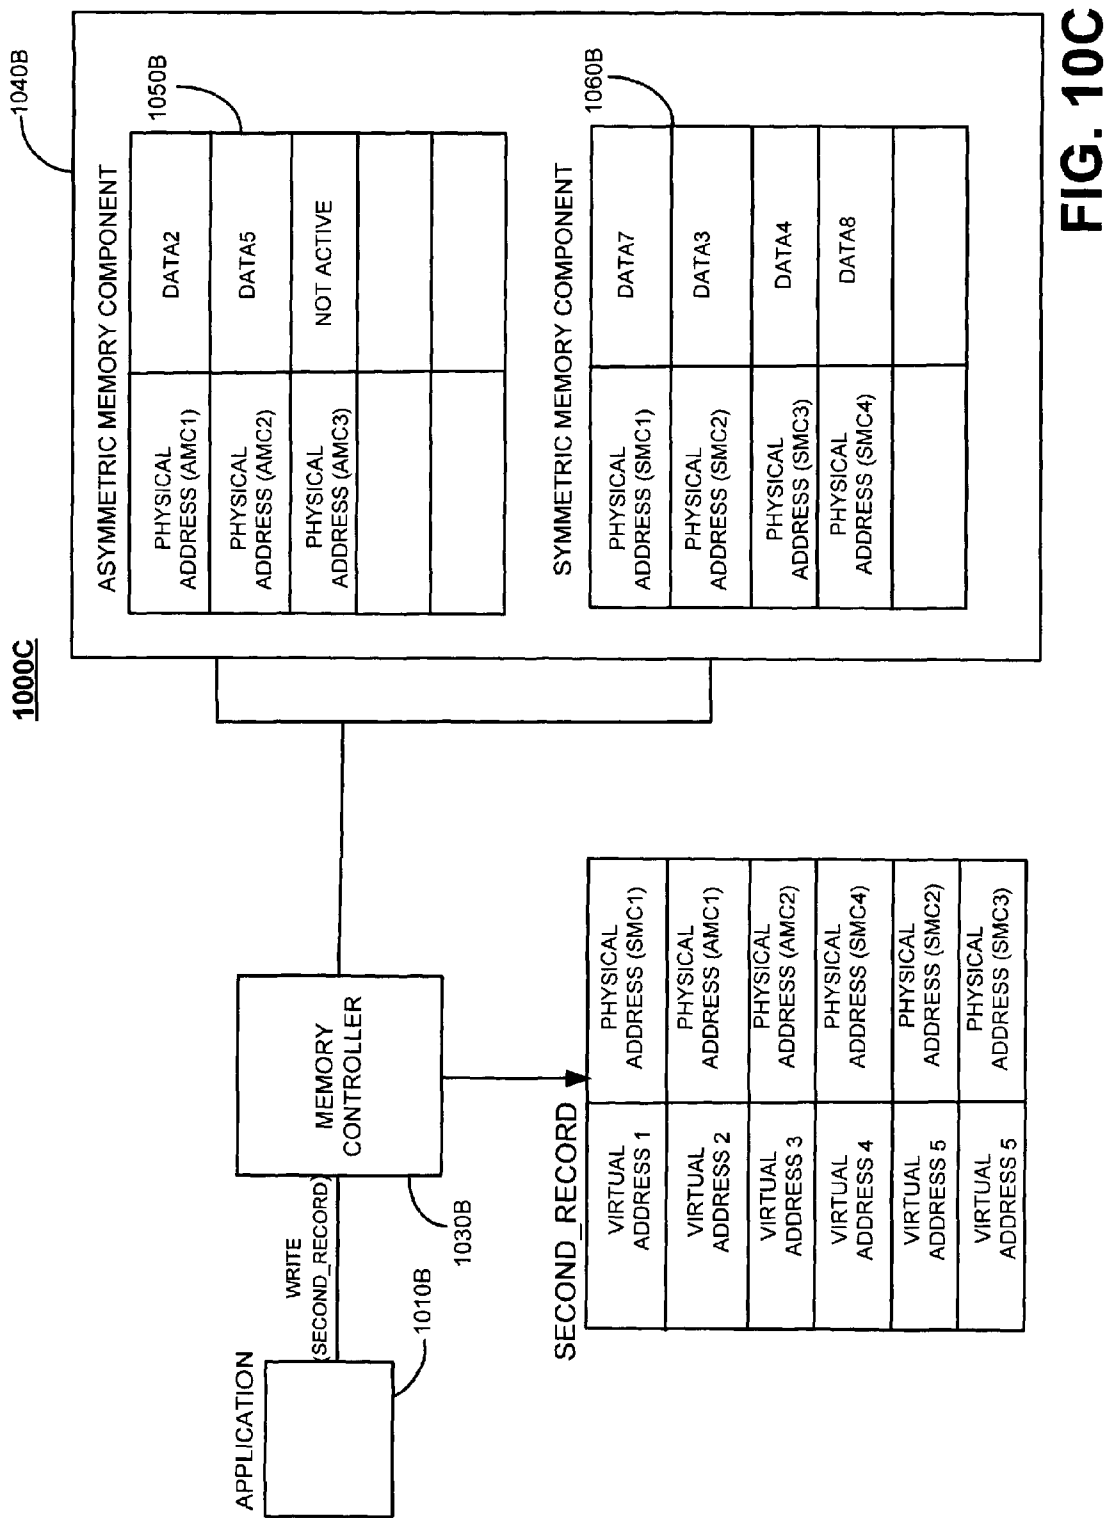 1000C
APPLICATION
1010B
WRITE
(SECOND_RECORD)
MEMORY
CONTROLLER
1030B
SECOND_RECORD
VIRTUAL
ADDRESS 1
PHYSICAL
ADDRESS (SMC1)
VIRTUAL
ADDRESS 2
PHYSICAL
ADDRESS (AMC1)
VIRTUAL
ADDRESS 3
PHYSICAL
ADDRESS (AMC2)
VIRTUAL
ADDRESS 4
PHYSICAL
ADDRESS (SMC4)
VIRTUAL
ADDRESS 5
PHYSICAL
ADDRESS (SMC2)
VIRTUAL
ADDRESS 5
PHYSICAL
ADDRESS (SMC3)
1040B
ASYMMETRIC MEMORY COMPONENT
1050B
PHYSICAL
ADDRESS (AMC1)
DATA2
PHYSICAL
ADDRESS (AMC2)
DATA5
PHYSICAL
ADDRESS (AMC3)
NOT ACTIVE
SYMMETRIC MEMORY COMPONENT
1060B
PHYSICAL
ADDRESS (SMC1)
DATA7
PHYSICAL
ADDRESS (SMC2)
DATA3
PHYSICAL
ADDRESS (SMC3)
DATA4
PHYSICAL
ADDRESS (SMC4)
DATA8
FIG. 10C